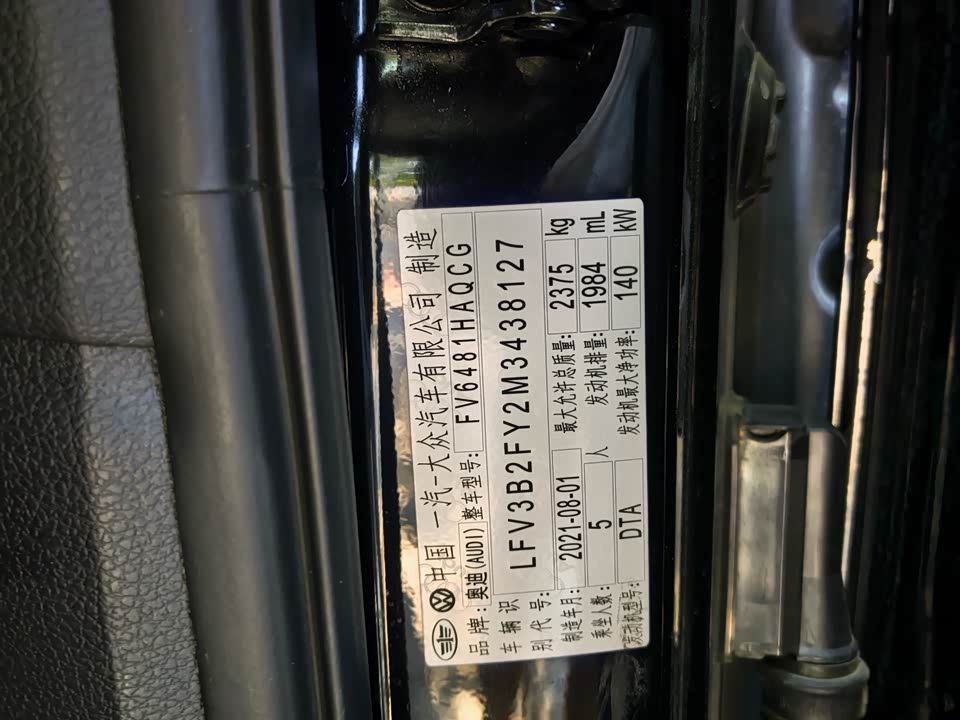 中国 一汽-大众汽车有限公司 制造
品牌: 奥迪(AUDI) 整车型号: FV6481HAQCG
车辆识别代号: LFV3B2FY2M3438127
制造年月: 2021-08-01 最大允许总质量: 2375 kg
乘坐人数: 5 人 发动机排量: 1984 mL
发动机型号: DTA 发动机最大净功率: 140 kW